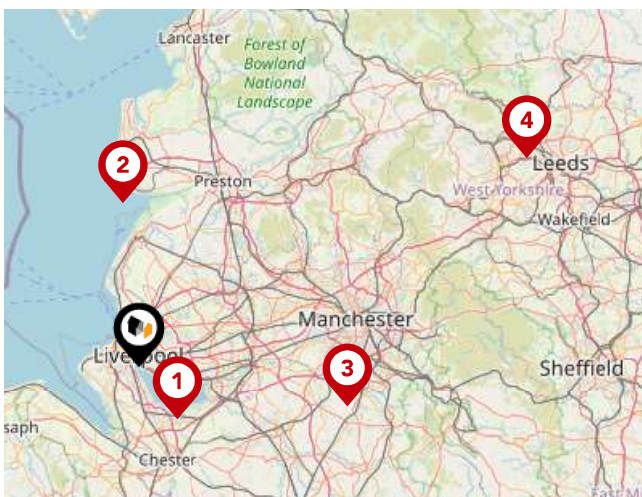 Lancaster
Forest of
Bowland
National
Landscape
4
2
Leeds
Preston
West Yorkshire
Wakefield
Manchester
Liverpool
3
Sheffield
1
saph
Chester
East M